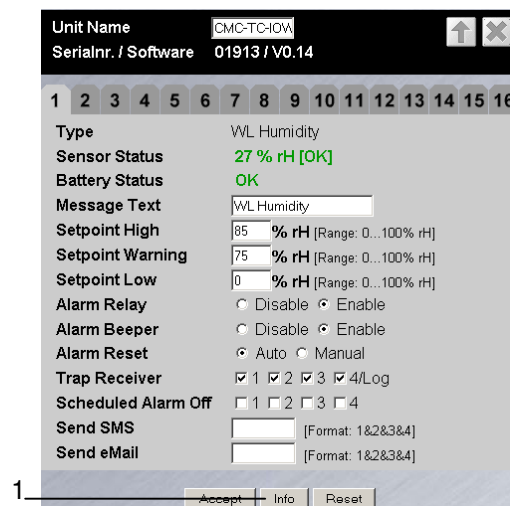 Unit Name CMC-TC-IOW
Serialnr. / Software 01913 / V0.14
1 2 3 4 5 6 7 8 9 10 11 12 13 14 15 16
Type WL Humidity
Sensor Status 27 % rH [OK]
Battery Status OK
Message Text WL Humidity
Setpoint High 85 % rH [Range: 0...100% rH]
Setpoint Warning 75 % rH [Range: 0...100% rH]
Setpoint Low 0 % rH [Range: 0...100% rH]
Alarm Relay Disable Enable
Alarm Beeper Disable Enable
Alarm Reset Auto Manual
Trap Receiver 1 2 3 4/Log
Scheduled Alarm Off 1 2 3 4
Send SMS [Format: 1&2&3&4]
Send eMail [Format: 1&2&3&4]
1 Accept Info Reset